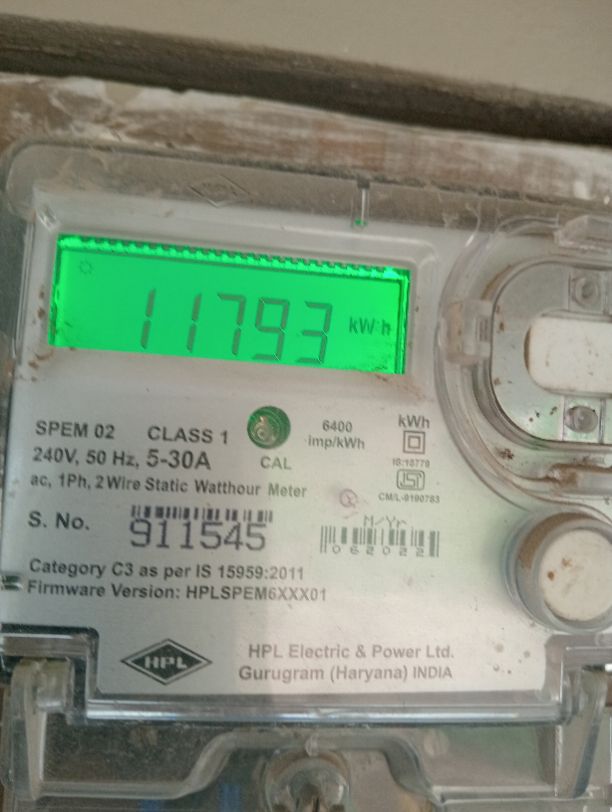 11793 kWh
SPEM 02 CLASS 1
6400 imp/kWh
kWh
240V, 50 Hz, 5-30A
CAL
IS:15779
ISI
ac, 1Ph, 2 Wire Static Watthour Meter
CM/L-9190783
S. No. 911545
M/Yr
062022
Category C3 as per IS 15959:2011
Firmware Version: HPLSPEM6XXX01
HPL
HPL Electric & Power Ltd.
Gurugram (Haryana) INDIA